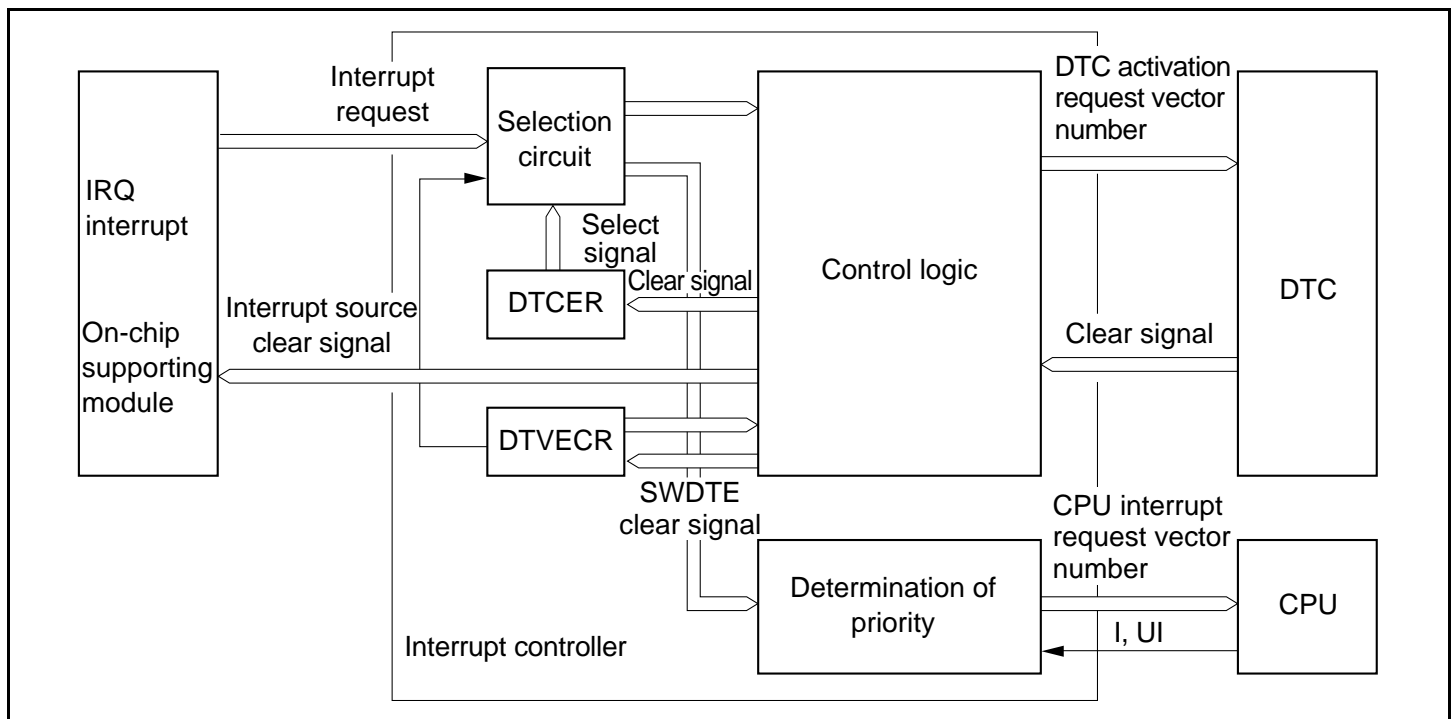 Interrupt
request
DTC activation
request vector
number
Selection
circuit
IRQ
interrupt
Select
signal
Control logic
Clear signal
DTCER
DTC
Interrupt source
clear signal
On-chip
supporting
module
Clear signal
DTVECR
SWDTE
clear signal
CPU interrupt
request vector
number
Determination of
priority
CPU
I, UI
Interrupt controller